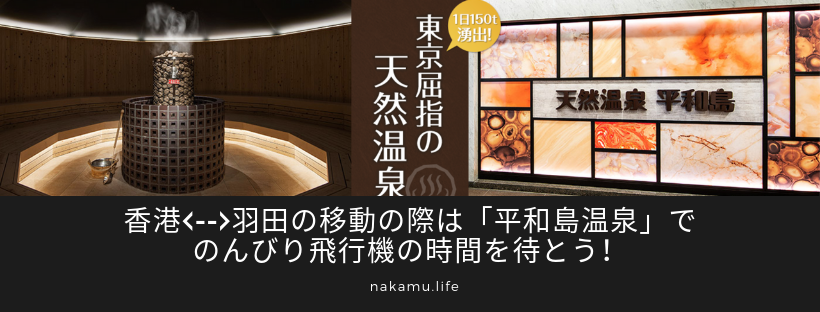 東京屈指の
天然温泉
1日150t
湧出!
天然温泉 平和島
香港<-->羽田の移動の際は「平和島温泉」で
のんびり飛行機の時間を待とう!
nakamu.life